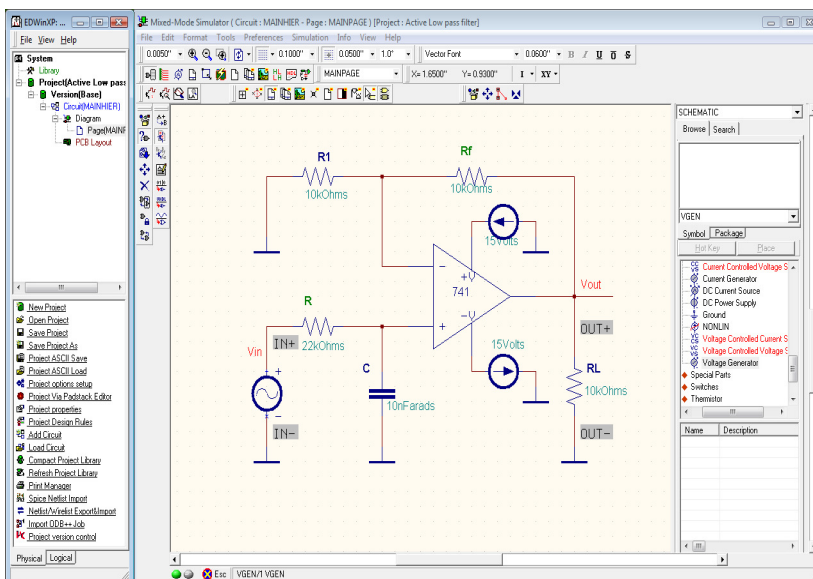 EDWinXP: ...
File View Help
System
Library
Project(Active Low pass
Version(Base)
Circuit(MAINHIER)
Diagram
Page(MAINH
PCB Layout
New Project
Open Project
Save Project
Save Project As
Project ASCII Save
Project ASCII Load
Project options setup
Project Via Padstack Editor
Project properties
Project Design Rules
Add Circuit
Load Circuit
Compact Project Library
Refresh Project Library
Print Manager
Spice Netlist Import
Netlist/Wirelist Export&Import
Import ODB++ Job
Project version control
Physical Logical
Mixed-Mode Simulator ( Circuit : MAINHIER - Page : MAINPAGE ) [Project : Active Low pass filter]
File Edit Format Tools Preferences Simulation Info View Help
0.0050" 0.1000" 0.0500" 1.0° Vector Font 0.0600" B I U O S
MAINPAGE X= 1.6500" Y= 0.9300" I XY
R1
10kOhms
Rf
10kOhms
15Volts
+V
741
-V
Vout
R
22kOhms
IN+
Vin
OUT+
15Volts
C
10nFarads
RL
10kOhms
IN-
OUT-
SCHEMATIC
Browse Search
VGEN
Symbol Package
Hot Key Place
Current Controlled Voltage S
Current Generator
DC Current Source
DC Power Supply
Ground
NONLIN
Voltage Controlled Current S
Voltage Controlled Voltage S
Voltage Generator
Special Parts
Switches
Thermistor
Name Description
Esc VGEN/1 VGEN